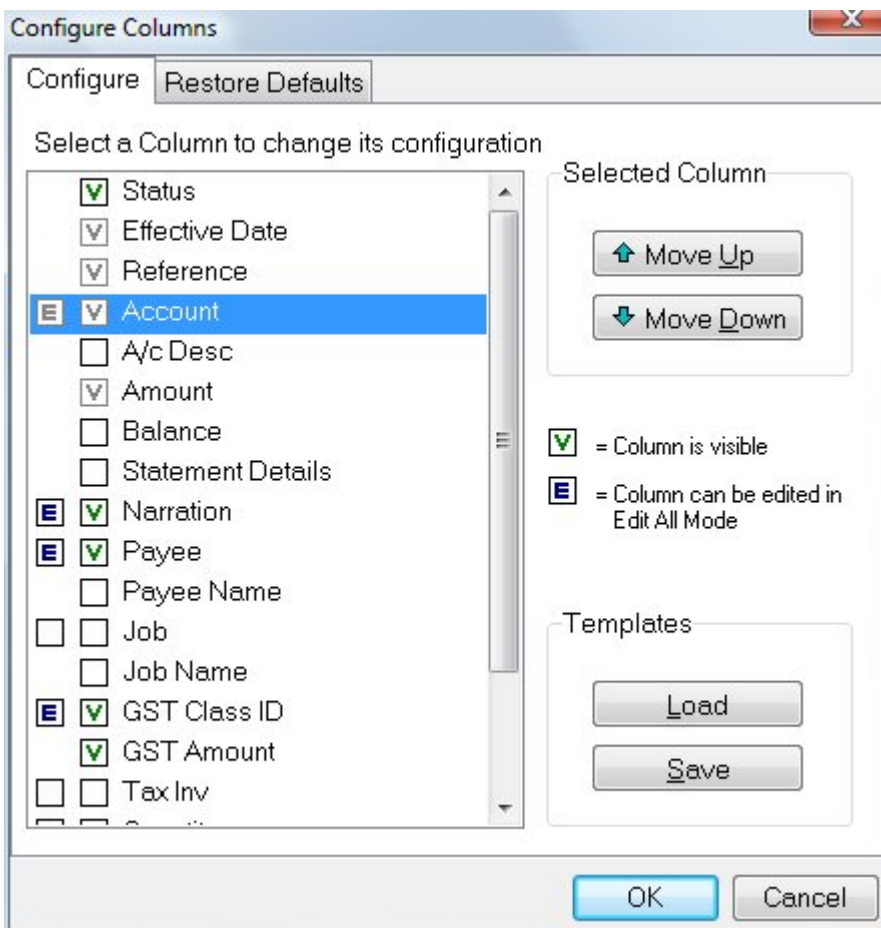 Configure Columns
X
Configure
Restore Defaults
Select a Column to change its configuration
V Status
V Effective Date
V Reference
E V Account
A/c Desc
V Amount
Balance
Statement Details
E V Narration
E V Payee
Payee Name
Job
Job Name
E V GST Class ID
V GST Amount
Tax Inv
Selected Column
Move Up
Move Down
V = Column is visible
E = Column can be edited in
Edit All Mode
Templates
Load
Save
OK
Cancel